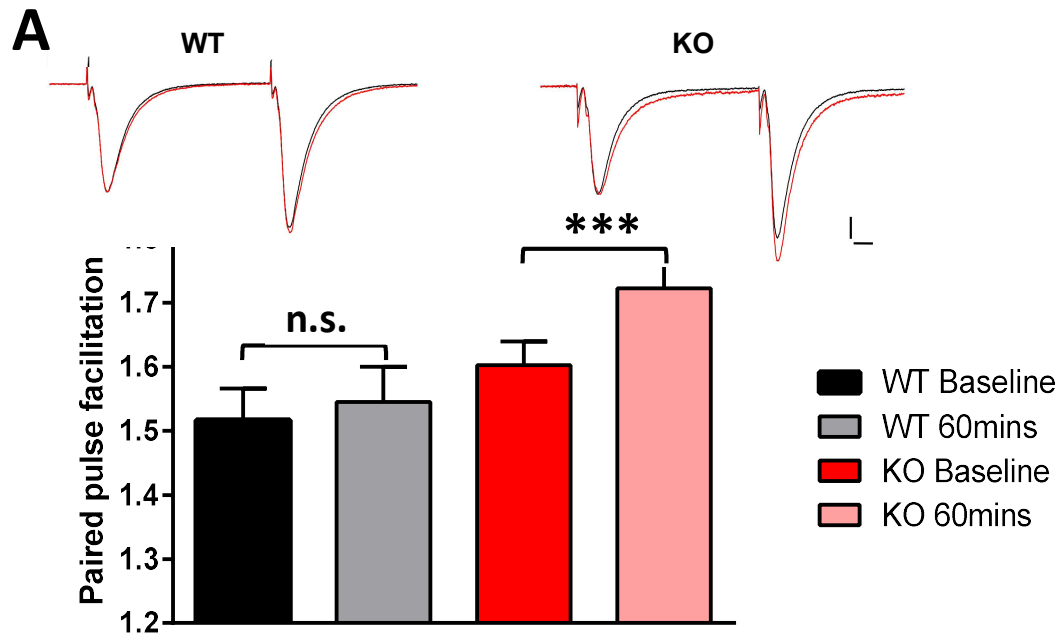 A
WT
KO
***
n.s.
Paired pulse facilitation
1.7
1.6
1.5
1.4
1.3
1.2
WT Baseline
WT 60mins
KO Baseline
KO 60mins